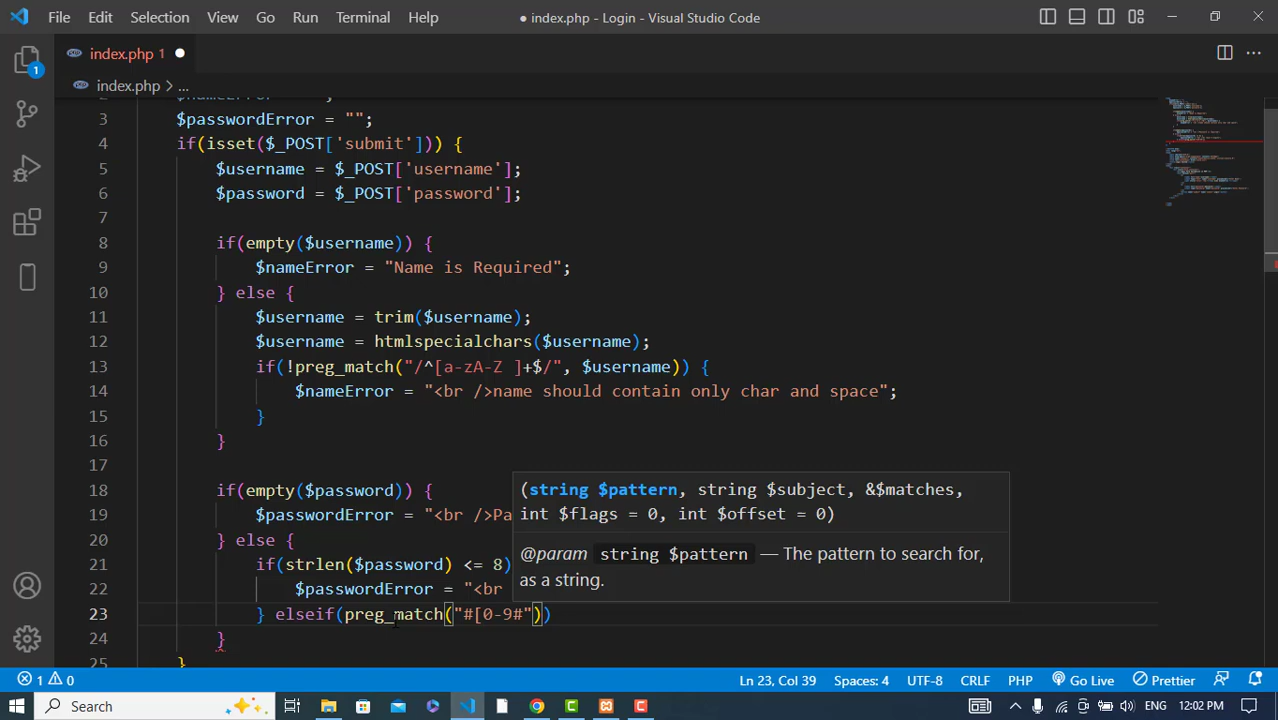 File Edit Selection View Go Run Terminal Help ● index.php - Login - Visual Studio Code
index.php 1 ●
index.php > ...
3 $passwordError = "";
4 if(isset($_POST['submit'])) {
5 $username = $_POST['username'];
6 $password = $_POST['password'];
7
8 if(empty($username)) {
9 $nameError = "Name is Required";
10 } else {
11 $username = trim($username);
12 $username = htmlspecialchars($username);
13 if(!preg_match("/^[a-zA-Z ]+$/", $username)) {
14 $nameError = "<br />name should contain only char and space";
15 }
16 }
17
18 if(empty($password)) {
19 $passwordError = "<br />Pa
20 } else {
21 if(strlen($password) <= 8)
22 $passwordError = "<br
23 } elseif(preg_match("#[0-9#"))
24 }
25 }
(string $pattern, string $subject, &$matches,
int $flags = 0, int $offset = 0)
@param string $pattern — The pattern to search for,
as a string.
1
1 0 Ln 23, Col 39 Spaces: 4 UTF-8 CRLF PHP Go Live Prettier
Search ENG 12:02 PM